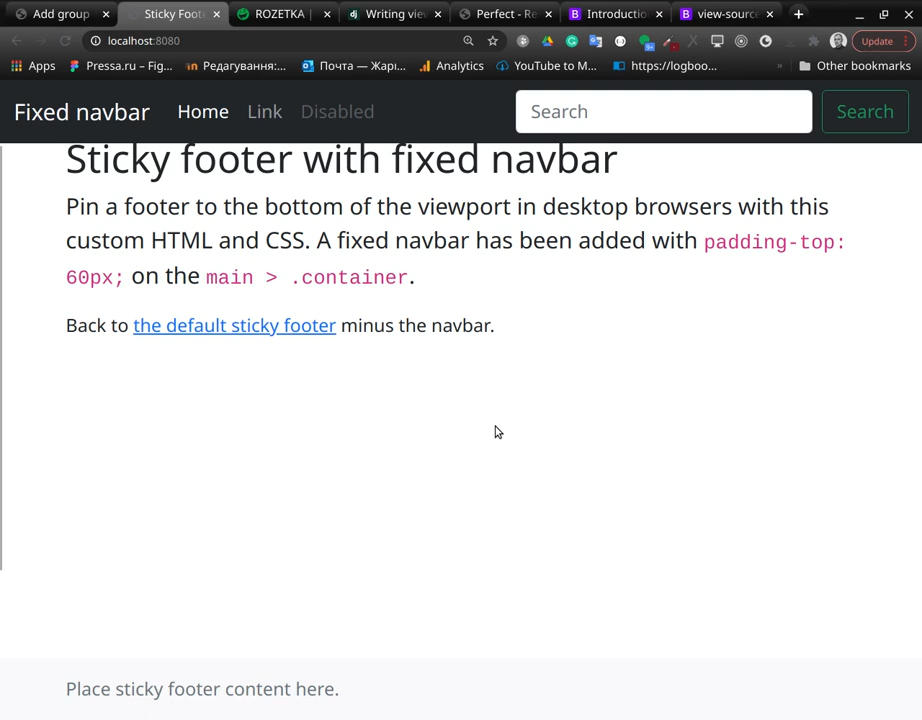 Add group
Sticky Foote
ROZETKA |
Writing view
Perfect - Re
Introductio
view-source
localhost:8080
Update
Apps
Pressa.ru – Fig...
Редагування:...
Почта — Жарі...
Analytics
YouTube to M...
https://logboo...
»
Other bookmarks
Fixed navbar
Home
Link
Disabled
Search
Search
Sticky footer with fixed navbar
Pin a footer to the bottom of the viewport in desktop browsers with this
custom HTML and CSS. A fixed navbar has been added with padding-top:
60px; on the main > .container.
Back to the default sticky footer minus the navbar.
Place sticky footer content here.